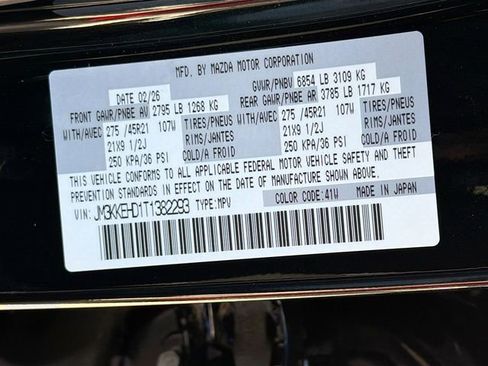 MFD. BY MAZDA MOTOR CORPORATION
DATE 02/26
GVWR/PNBV 6854 LB 3109 KG
FRONT GAWR/PNBE AV 2795 LB 1268 KG
REAR GAWR/PNBE AR 3785 LB 1717 KG
WITH/AVEC 275 /45R21 107W TIRES/PNEUS
21X9 1/2J RIMS/JANTES
250 KPA/36 PSI COLD/A FROID
WITH/AVEC 275 /45R21 107W TIRES/PNEUS
21X9 1/2J RIMS/JANTES
250 KPA/36 PSI COLD/A FROID
THIS VEHICLE CONFORMS TO ALL APPLICABLE FEDERAL MOTOR VEHICLE SAFETY AND THEFT
PREVENTION STANDARDS IN EFFECT ON THE DATE OF MANUFACTURE SHOWN ABOVE.
VIN: JM3KKEHD1T1382293 TYPE:MPV COLOR CODE:41W MADE IN JAPAN